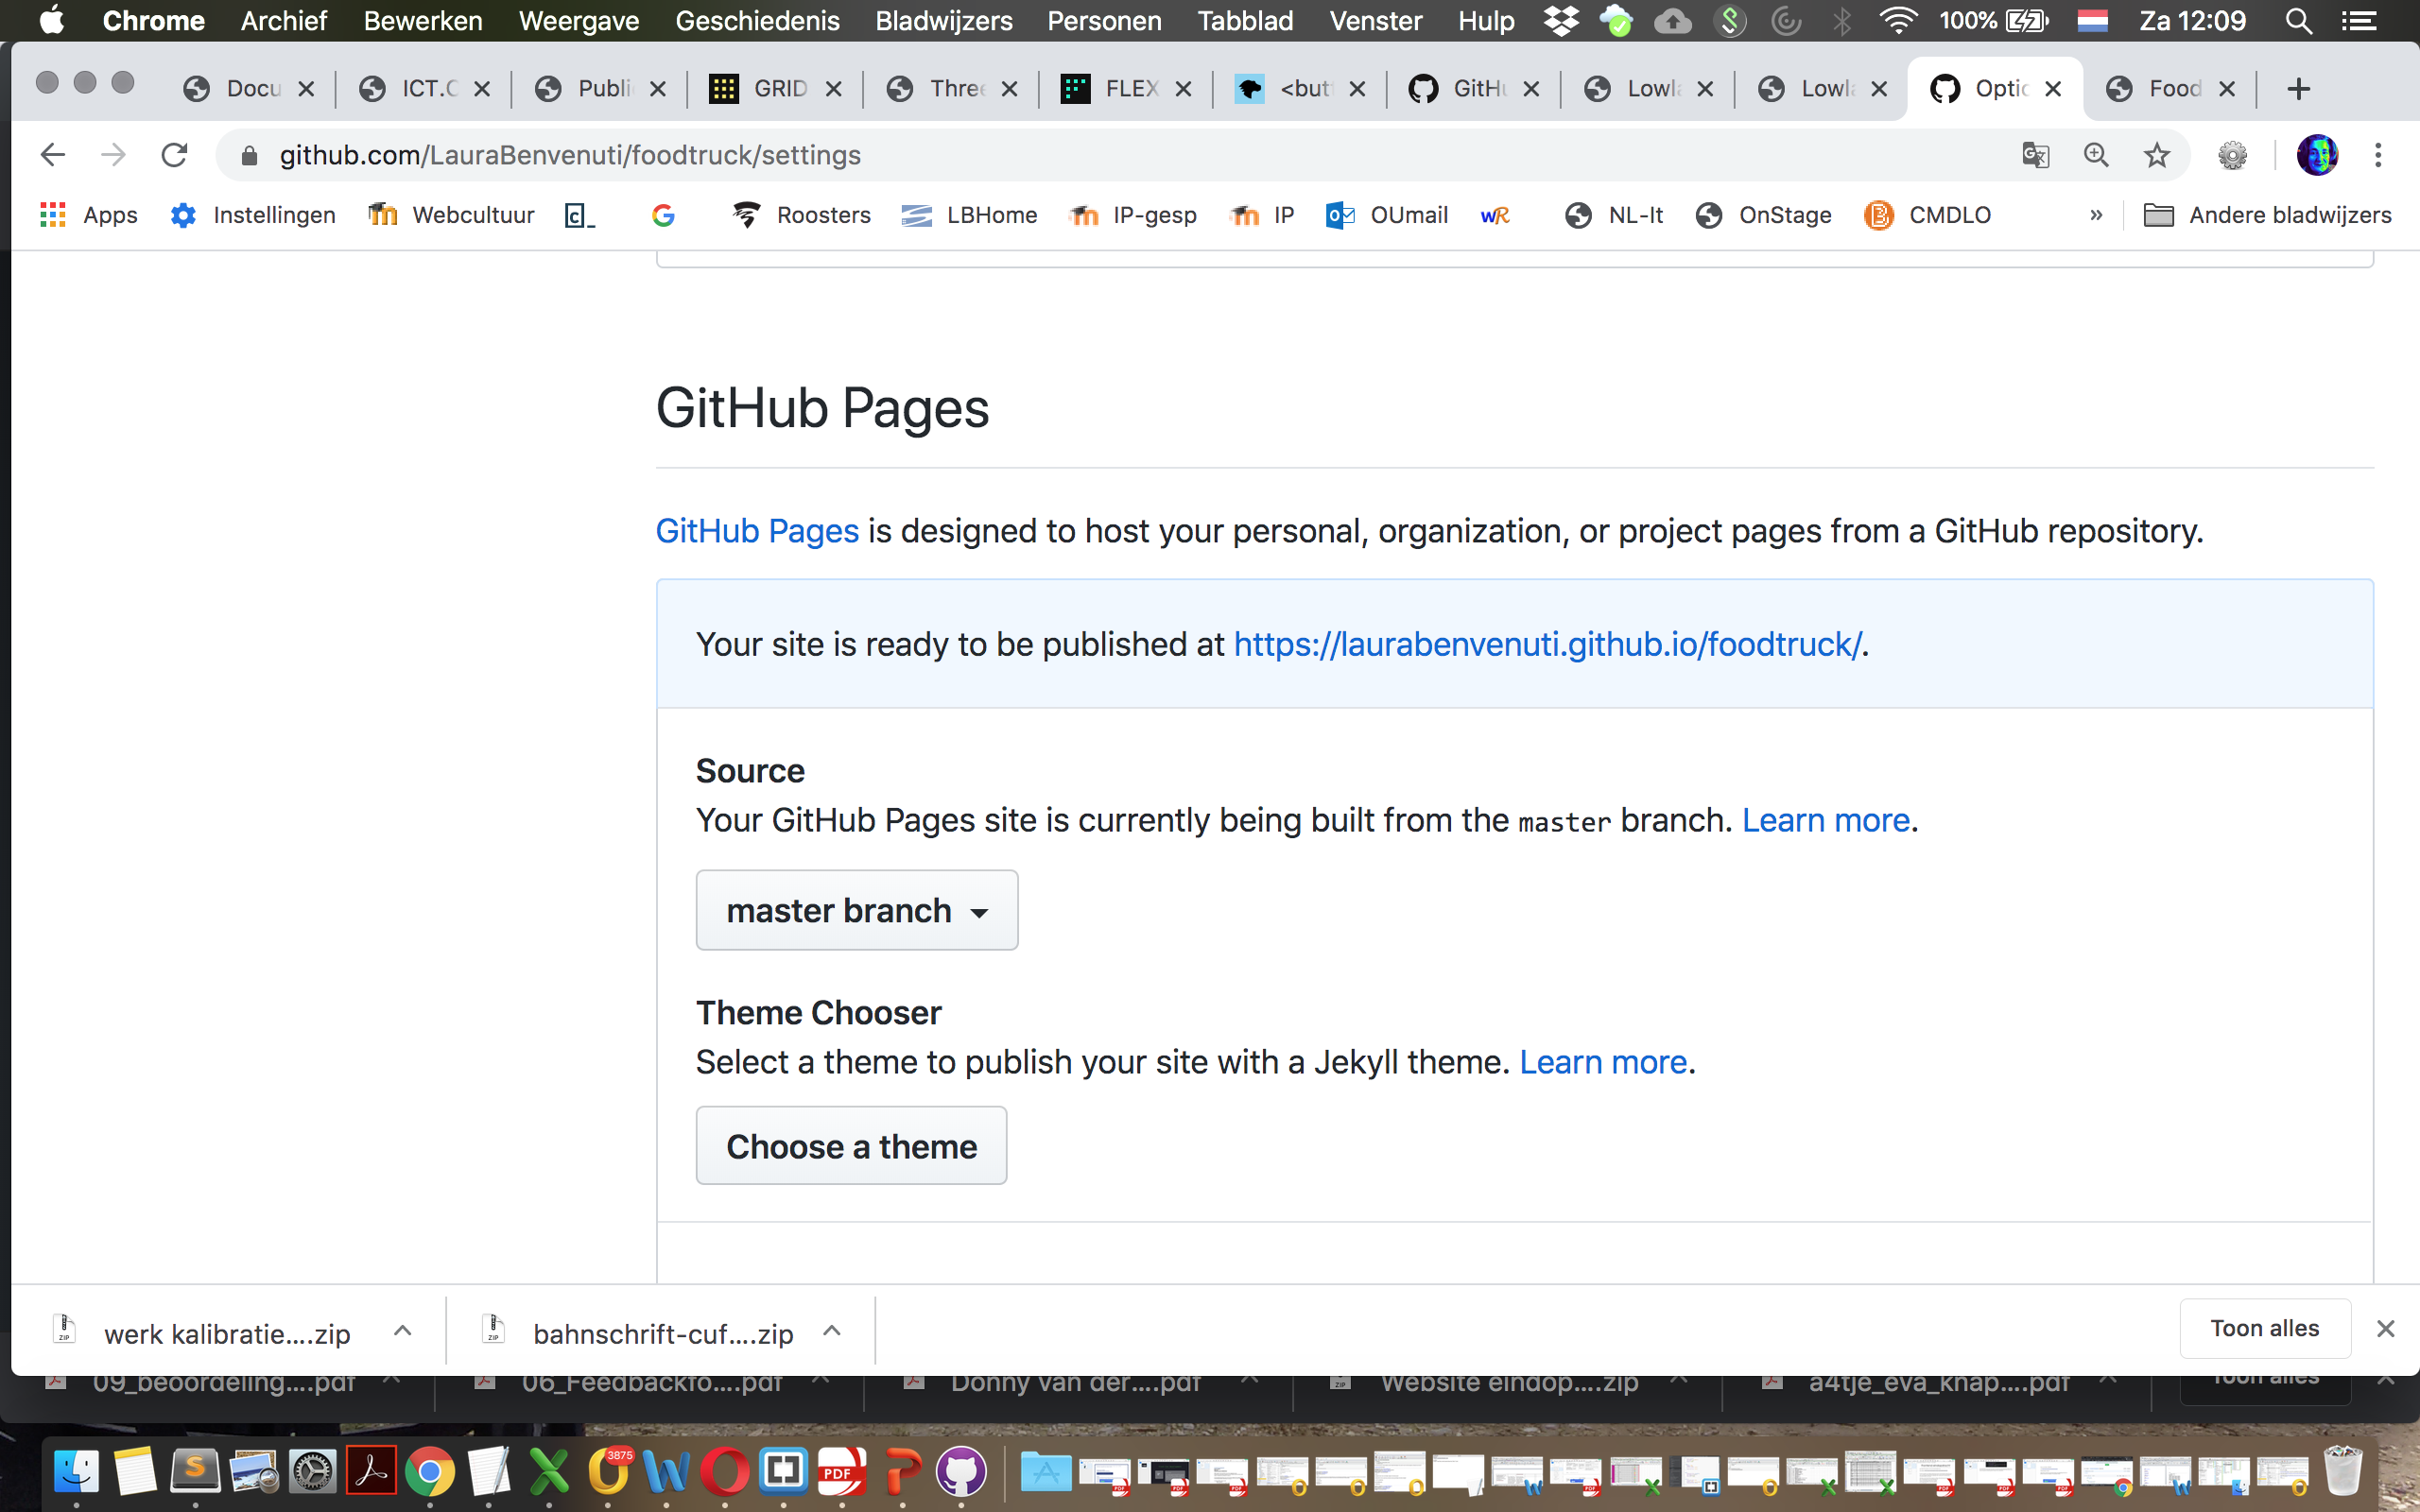 Chrome Archief Bewerken Weergave Geschiedenis Bladwijzers Personen Tabblad Venster Hulp 100% Za 12:09
Docu ICT.C Publi GRID Three FLEX <but GitHu Lowla Lowla Optic Food
github.com/LauraBenvenuti/foodtruck/settings
Apps Instellingen Webcultuur Roosters LBHome IP-gesp IP OUmail NL-It OnStage CMDLO » Andere bladwijzers
GitHub Pages
GitHub Pages is designed to host your personal, organization, or project pages from a GitHub repository.
Your site is ready to be published at https://laurabenvenuti.github.io/foodtruck/.
Source
Your GitHub Pages site is currently being built from the master branch. Learn more.
master branch
Theme Chooser
Select a theme to publish your site with a Jekyll theme. Learn more.
Choose a theme
werk kalibratie....zip bahnschrift-cuf....zip Toon alles
09_beoordeling....pdf 06_Feedbackfo....pdf Donny van der....pdf Website eindop....zip a4tje_eva_knap....pdf Toon alles
3875
PDF